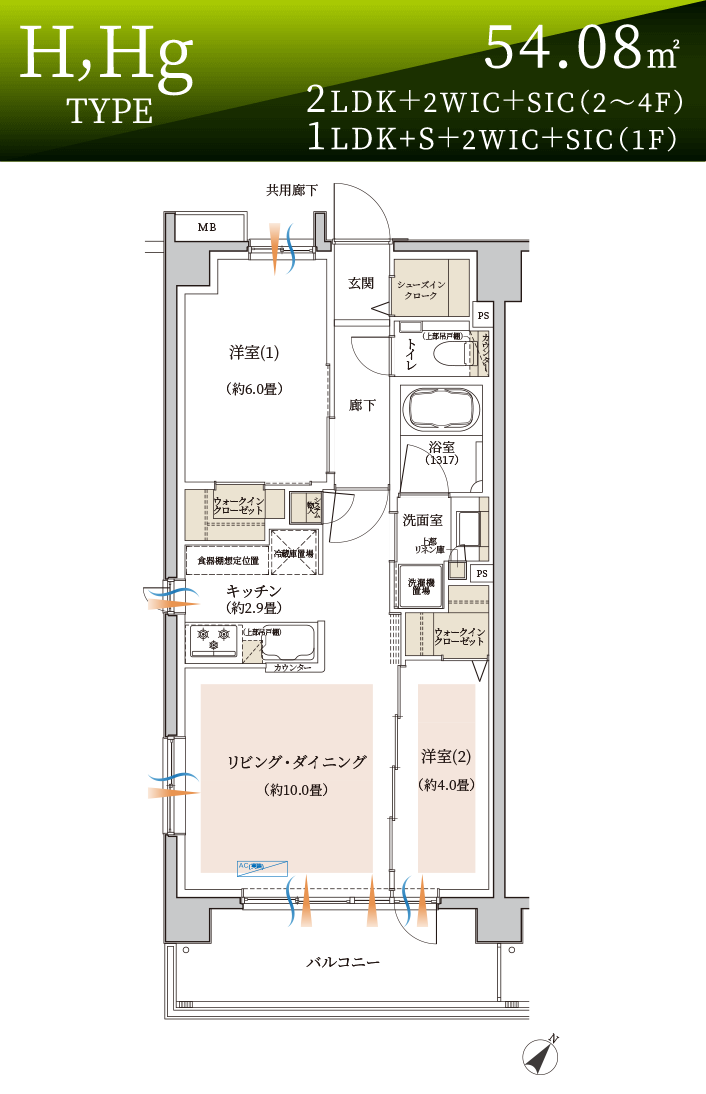 H,Hg
TYPE
54.08㎡
2LDK+2WIC+SIC(2～4F)
1LDK+S+2WIC+SIC(1F)
共用廊下
MB
玄関
シューズイン
クローク
PS
洋室(1)
(約6.0畳)
トイレ
(上部吊戸棚)
カウンター
廊下
浴室
(1317)
ウォークイン
クローゼット
システム
物入
洗面室
上部
リネン庫
食器棚想定位置
冷蔵庫置場
PS
洗濯機
置場
キッチン
(約2.9畳)
(上部吊戸棚)
カウンター
ウォークイン
クローゼット
リビング・ダイニング
(約10.0畳)
洋室(2)
(約4.0畳)
バルコニー
N